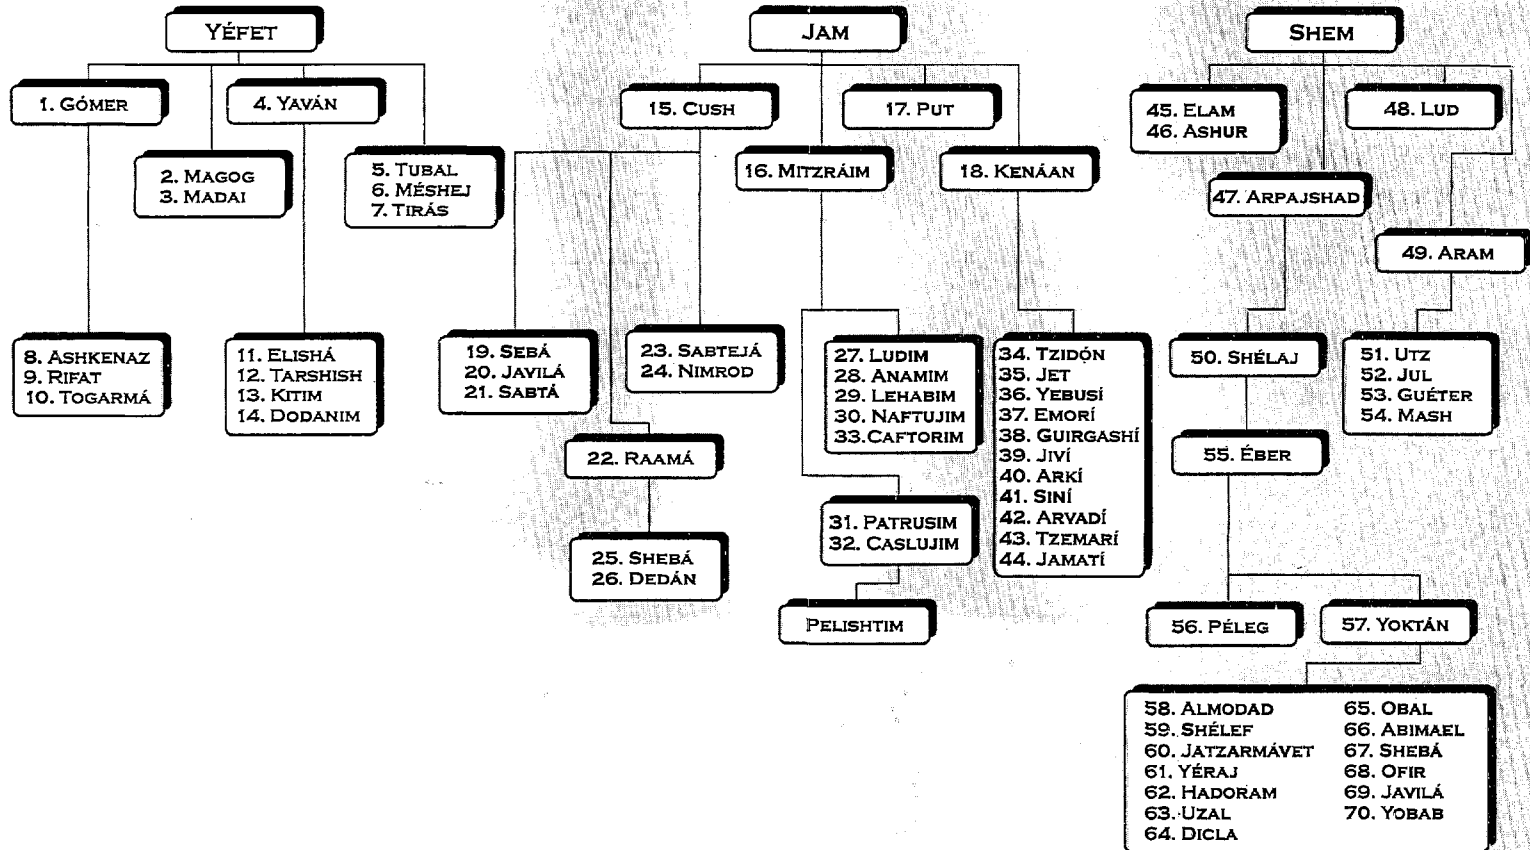 YÉFET
1. GÓMER
4. YAVÁN
2. MAGOG
3. MADAI
5. TUBAL
6. MÉSHEJ
7. TIRÁS
8. ASHKENAZ
9. RIFAT
10. TOGARMÁ
11. ELISHÁ
12. TARSHISH
13. KITIM
14. DODANIM
JAM
15. CUSH
17. PUT
16. MITZRÁIM
18. KENÁAN
19. SEBÁ
20. JAVILÁ
21. SABTÁ
23. SABTEJÁ
24. NIMROD
22. RAAMÁ
25. SHEBÁ
26. DEDÁN
27. LUDIM
28. ANAMIM
29. LEHABIM
30. NAFTUJIM
33. CAFTORIM
31. PATRUSIM
32. CASLUJIM
PELISHTIM
34. TZIDÓN
35. JET
36. YEBUSÍ
37. EMORÍ
38. GUIRGASHÍ
39. JIVÍ
40. ARKÍ
41. SINÍ
42. ARVADÍ
43. TZEMARÍ
44. JAMATÍ
SHEM
45. ELAM
46. ASHUR
48. LUD
47. ARPAJSHAD
49. ARAM
50. SHÉLAJ
51. UTZ
52. JUL
53. GUÉTER
54. MASH
55. ÉBER
56. PÉLEG
57. YOKTÁN
58. ALMODAD
59. SHÉLEF
60. JATZARMÁVET
61. YÉRAJ
62. HADORAM
63. UZAL
64. DICLA
65. OBAL
66. ABIMAEL
67. SHEBÁ
68. OFIR
69. JAVILÁ
70. YOBAB